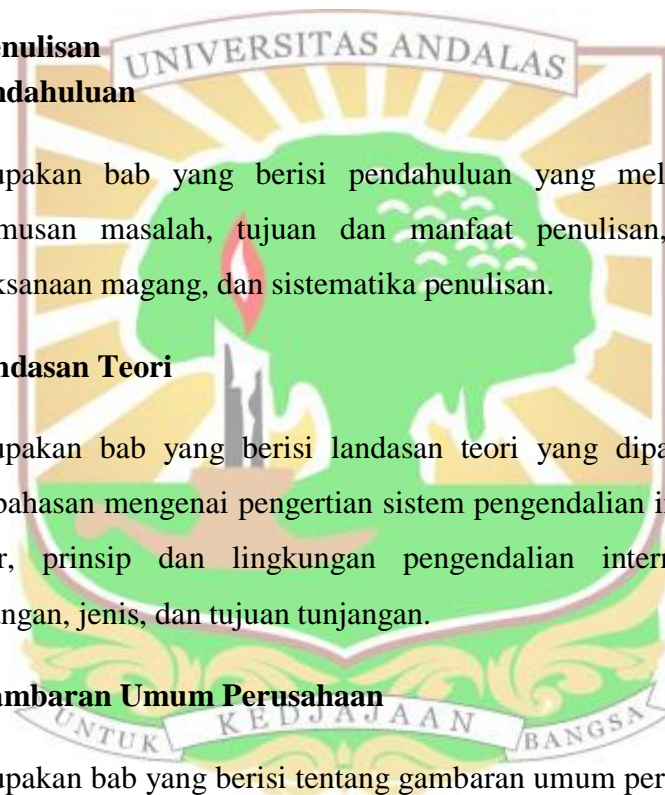 UNIVERSITAS ANDALAS
enulisan
ndahuluan
upakan bab yang berisi pendahuluan yang mel
musan masalah, tujuan dan manfaat penulisan,
ksanaan magang, dan sistematika penulisan.
ndasan Teori
upakan bab yang berisi landasan teori yang dipa
bahasan mengenai pengertian sistem pengendalian
r, prinsip dan lingkungan pengendalian inter
angan, jenis, dan tujuan tunjangan.
ambaran Umum Perusahaan
UNTUK KEDJAJAAN BANGSA
upakan bab yang berisi tentang gambaran umum per